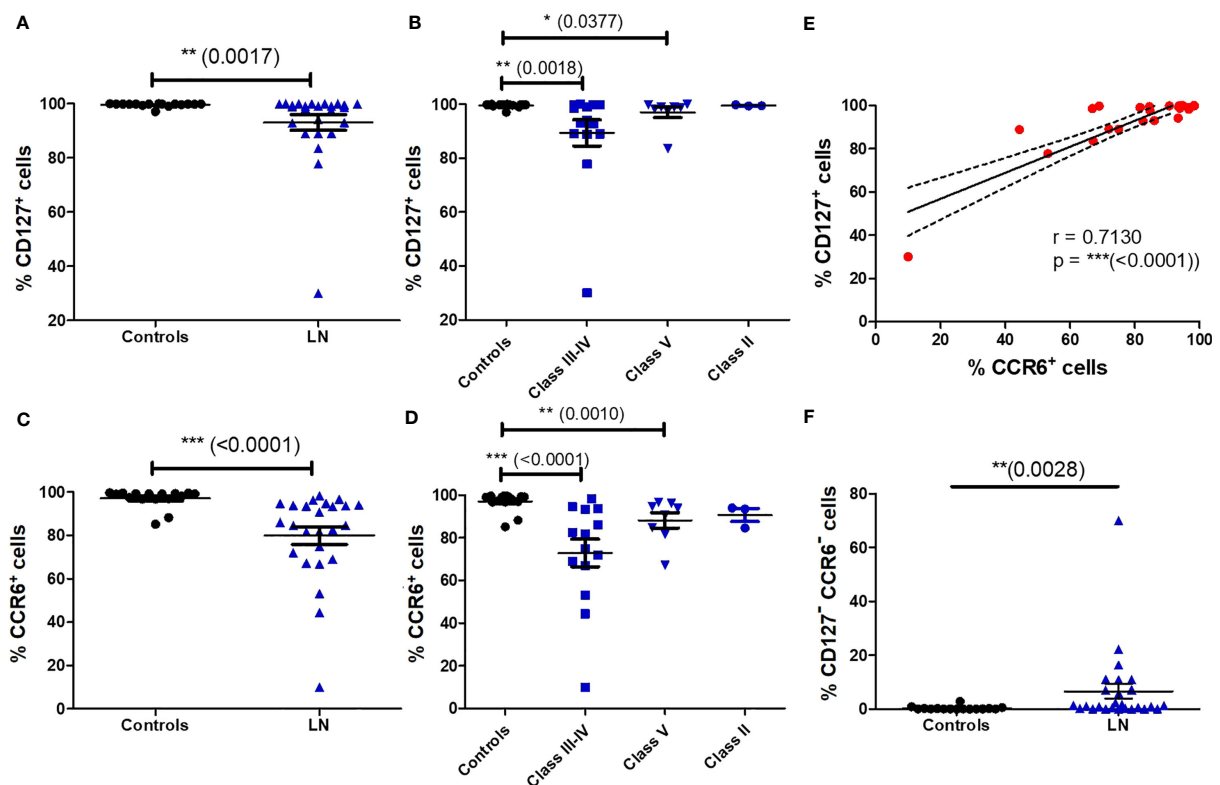 A
** (0.0017)
% CD127⁺ cells
100
80
60
40
20
Controls
LN
B
* (0.0377)
** (0.0018)
% CD127⁺ cells
100
80
60
40
20
Controls
Class III-IV
Class V
Class II
E
% CD127⁺ cells
100
80
60
40
20
0
r = 0.7130
p = ***(<0.0001))
0
20
40
60
80
100
% CCR6⁺ cells
C
*** (<0.0001)
% CCR6⁺ cells
100
80
60
40
20
0
Controls
LN
D
** (0.0010)
*** (<0.0001)
% CCR6⁺ cells
100
80
60
40
20
0
Controls
Class III-IV
Class V
Class II
F
**(0.0028)
% CD127⁻ CCR6⁻ cells
80
60
40
20
0
Controls
LN